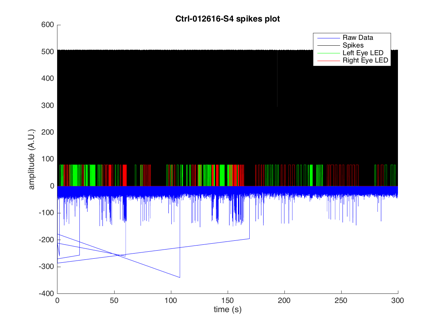 Ctrl-012616-S4 spikes plot
600
500
400
300
200
100
0
-100
-200
-300
-400
amplitude (A.U.)
Raw Data
Spikes
Left Eye LED
Right Eye LED
0
50
100
150
200
250
300
time (s)